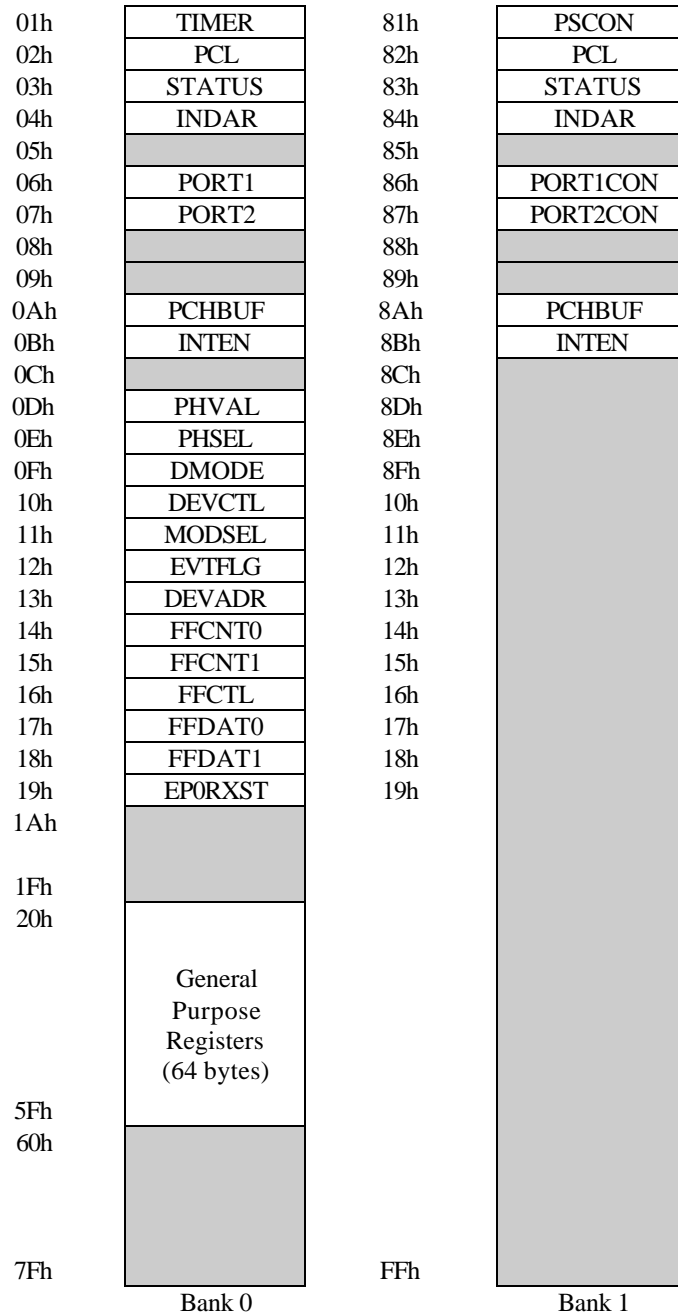 01h TIMER 81h PSCON
02h PCL 82h PCL
03h STATUS 83h STATUS
04h INDAR 84h INDAR
05h 85h
06h PORT1 86h PORT1CON
07h PORT2 87h PORT2CON
08h 88h
09h 89h
0Ah PCHBUF 8Ah PCHBUF
0Bh INTEN 8Bh INTEN
0Ch 8Ch
0Dh PHVAL 8Dh
0Eh PHSEL 8Eh
0Fh DMODE 8Fh
10h DEVCTL 10h
11h MODSEL 11h
12h EVTFLG 12h
13h DEVADR 13h
14h FFCNT0 14h
15h FFCNT1 15h
16h FFCTL 16h
17h FFDAT0 17h
18h FFDAT1 18h
19h EP0RXST 19h
1Ah
1Fh
20h
General
Purpose
Registers
(64 bytes)
5Fh
60h
7Fh FFh
Bank 0 Bank 1